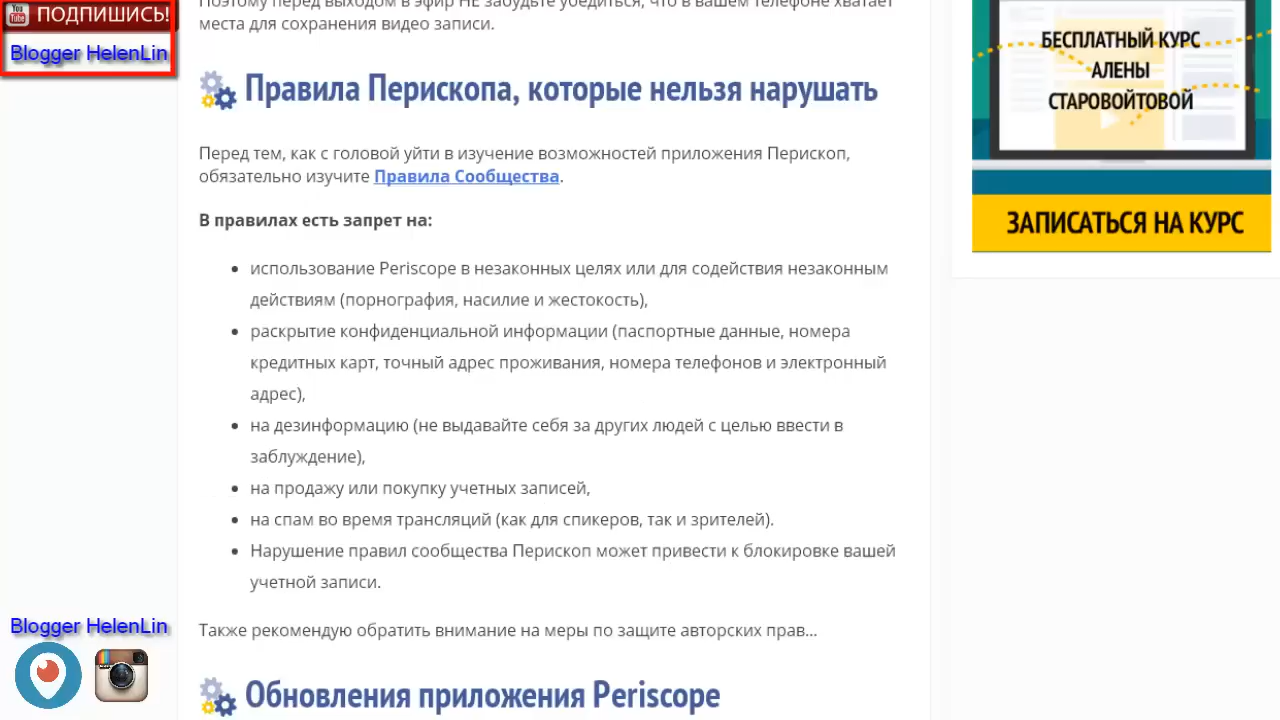 You Tube
ПОДПИШИСЬ!
Blogger HelenLin
Поэтому перед выходом в эфир НЕ забудьте убедиться, что в вашем телефоне хватает
места для сохранения видео записи.
Правила Перископа, которые нельзя нарушать
Перед тем, как с головой уйти в изучение возможностей приложения Перископ,
обязательно изучите Правила Сообщества.
В правилах есть запрет на:
• использование Periscope в незаконных целях или для содействия незаконным
действиям (порнография, насилие и жестокость),
• раскрытие конфиденциальной информации (паспортные данные, номера
кредитных карт, точный адрес проживания, номера телефонов и электронный
адрес),
• на дезинформацию (не выдавайте себя за других людей с целью ввести в
заблуждение),
• на продажу или покупку учетных записей,
• на спам во время трансляций (как для спикеров, так и зрителей).
• Нарушение правил сообщества Перископ может привести к блокировке вашей
учетной записи.
Также рекомендую обратить внимание на меры по защите авторских прав...
Обновления приложения Periscope
БЕСПЛАТНЫЙ КУРС
АЛЕНЫ
СТАРОВОЙТОВОЙ
ЗАПИСАТЬСЯ НА КУРС
Blogger HelenLin